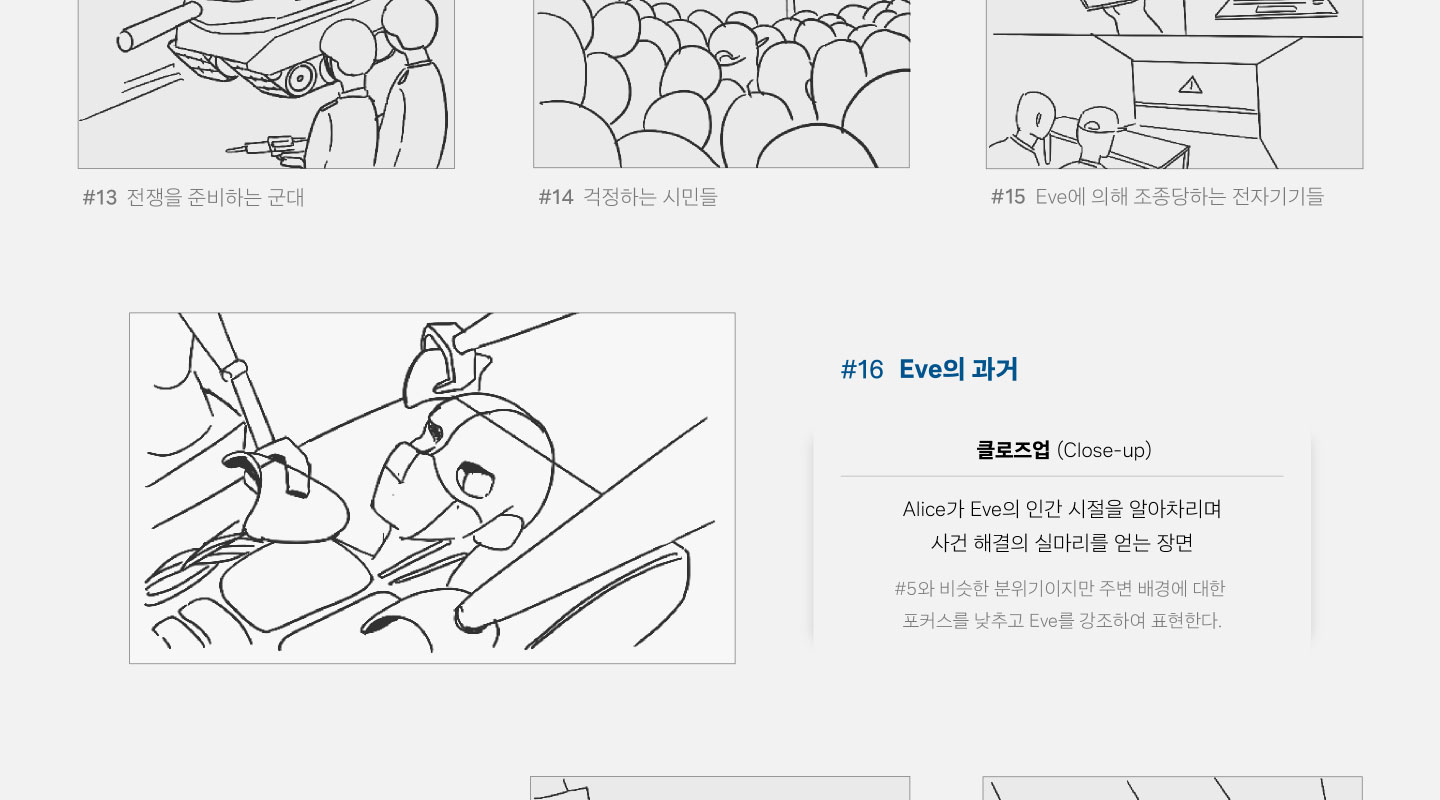 #13 전쟁을 준비하는 군대
#14 걱정하는 시민들
#15 Eve에 의해 조종당하는 전자기기들
#16 Eve의 과거
클로즈업 (Close-up)
Alice가 Eve의 인간 시절을 알아차리며
사건 해결의 실마리를 얻는 장면
#5와 비슷한 분위기이지만 주변 배경에 대한
포커스를 낮추고 Eve를 강조하여 표현한다.